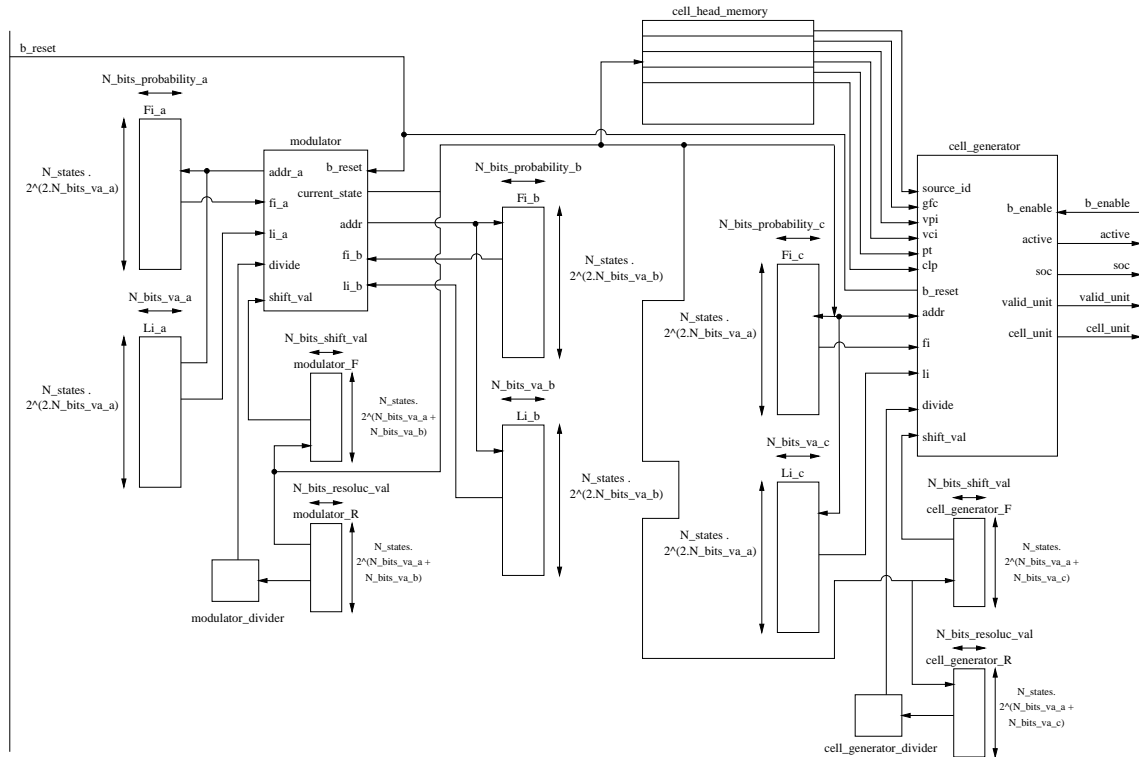 cell_head_memory
b_reset
N_bits_probability_a
Fi_a
N_states .
2^(2.N_bits_va_a)
N_bits_va_a
Li_a
N_states .
2^(2.N_bits_va_a)
modulator
b_reset
addr_a
current_state
fi_a
addr
li_a
fi_b
divide
li_b
shift_val
N_bits_shift_val
modulator_F
N_states.
2^(N_bits_va_a +
N_bits_va_b)
N_bits_resoluc_val
modulator_R
N_states.
2^(N_bits_va_a +
N_bits_va_b)
modulator_divider
N_bits_probability_b
Fi_b
N_states .
2^(2.N_bits_va_b)
N_bits_va_b
Li_b
N_states .
2^(2.N_bits_va_b)
N_bits_probability_c
Fi_c
N_states .
2^(2.N_bits_va_a)
N_bits_va_c
Li_c
N_states .
2^(2.N_bits_va_a)
cell_generator
source_id
gfc
vpi
vci
pt
clp
b_reset
addr
fi
li
divide
shift_val
b_enable
active
soc
valid_unit
cell_unit
b_enable
active
soc
valid_unit
cell_unit
N_bits_shift_val
cell_generator_F
N_states.
2^(N_bits_va_a +
N_bits_va_c)
N_bits_resoluc_val
cell_generator_R
N_states.
2^(N_bits_va_a +
N_bits_va_c)
cell_generator_divider